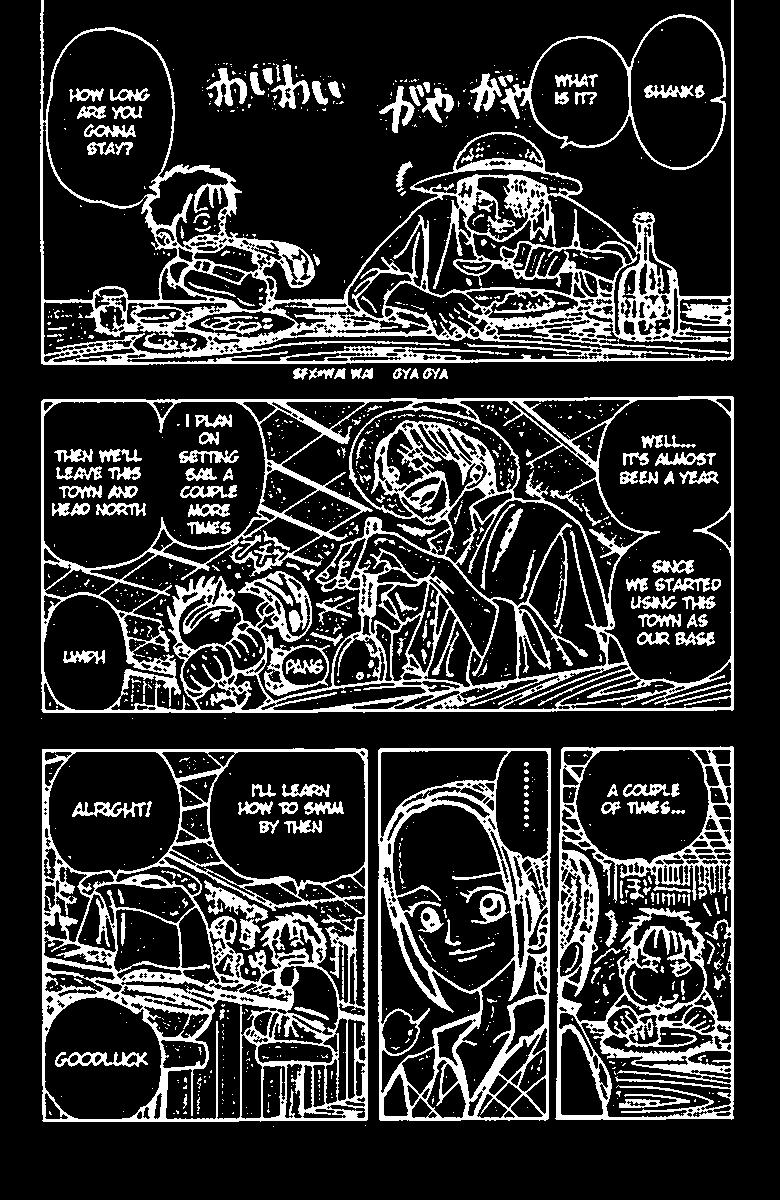 SHANKS
WHAT
IS IT?
がや がや
わいわい
HOW LONG
ARE YOU
GONNA
STAY?
SFX=WAI WAI GYA GYA
WELL...
IT'S ALMOST
BEEN A YEAR
SINCE
WE STARTED
USING THIS
TOWN AS
OUR BASE
I PLAN
ON
SETTING
SAIL A
COUPLE
MORE
TIMES
THEN WE'LL
LEAVE THIS
TOWN AND
HEAD NORTH
PANG
UMPH
A COUPLE
OF TIMES...
.........
I'LL LEARN
HOW TO SWIM
BY THEN
ALRIGHT!
GOODLUCK